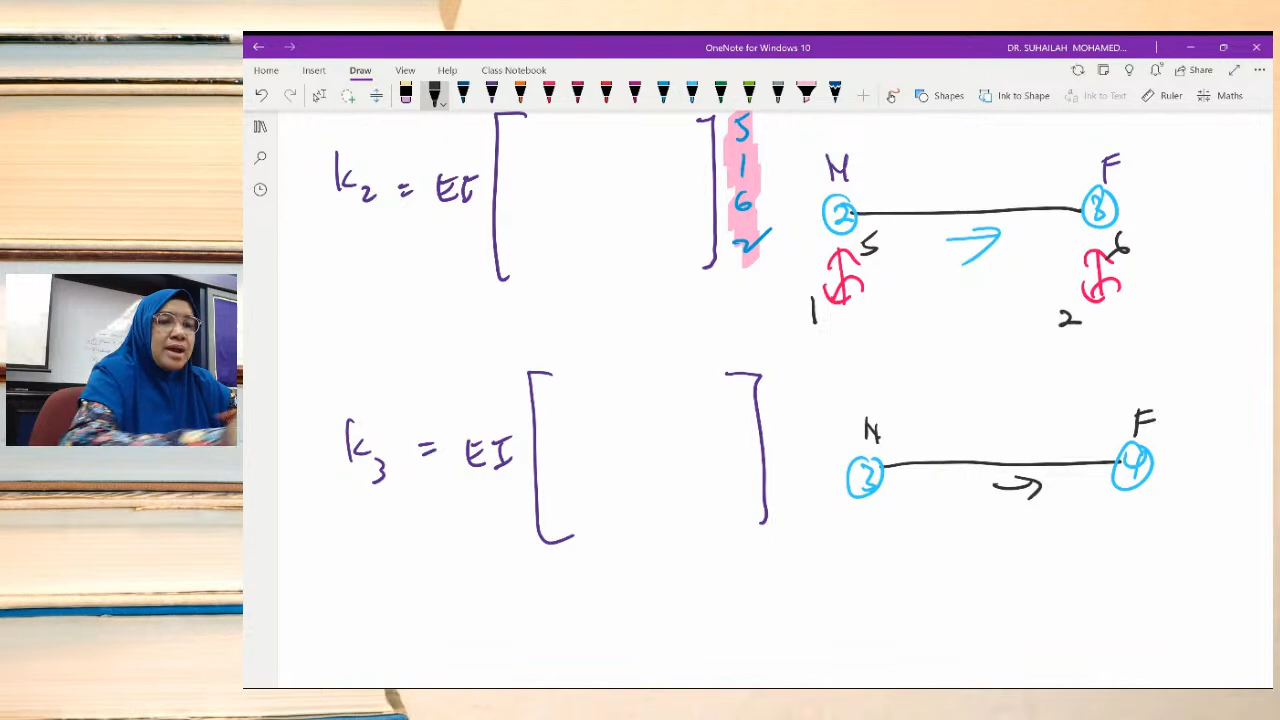 OneNote for Windows 10
DR. SUHAILAH MOHAMED...
Home Insert Draw View Help Class Notebook
Share
Shapes Ink to Shape Ink to Text Ruler Maths
k2 = EI
5
1
6
2
N F
2 3
5 6
1 2
k3 = EI
N F
3 4